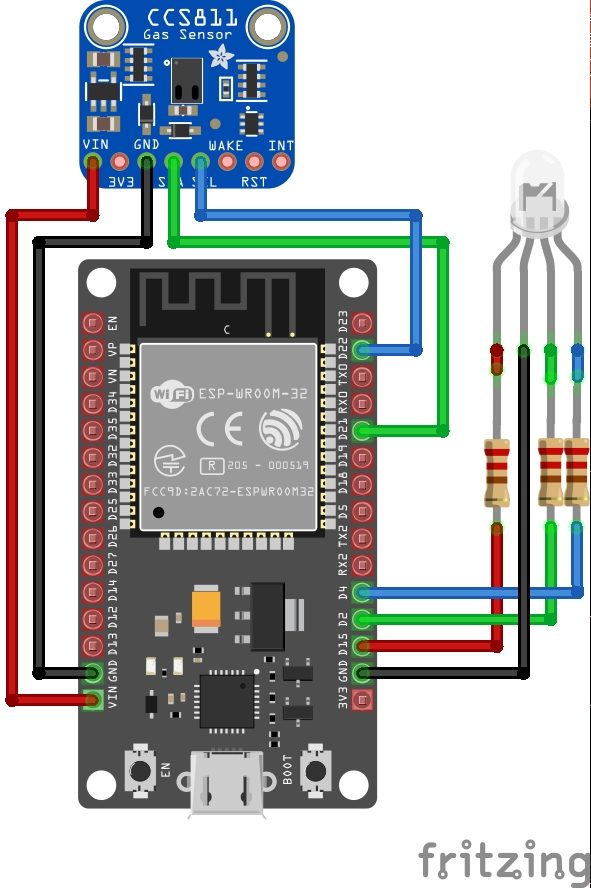 CCS811
Gas Sensor
VIN GND WAKE INT
3V3 SDA SCL RST
C
EN
VP
VN
D34
D35
D32
D33
D25
D26
D27
D14
D12
D13
GND
VIN
D23
D22
TX0
RX0
D21
D19
D18
D5
TX2
RX2
D4
D2
D15
GND
3V3
WiFi ESP-WROOM-32
CE
R 205 - 000519
FCC9D:2AC72-ESPWROOM32
EN
BOOT
fritzing